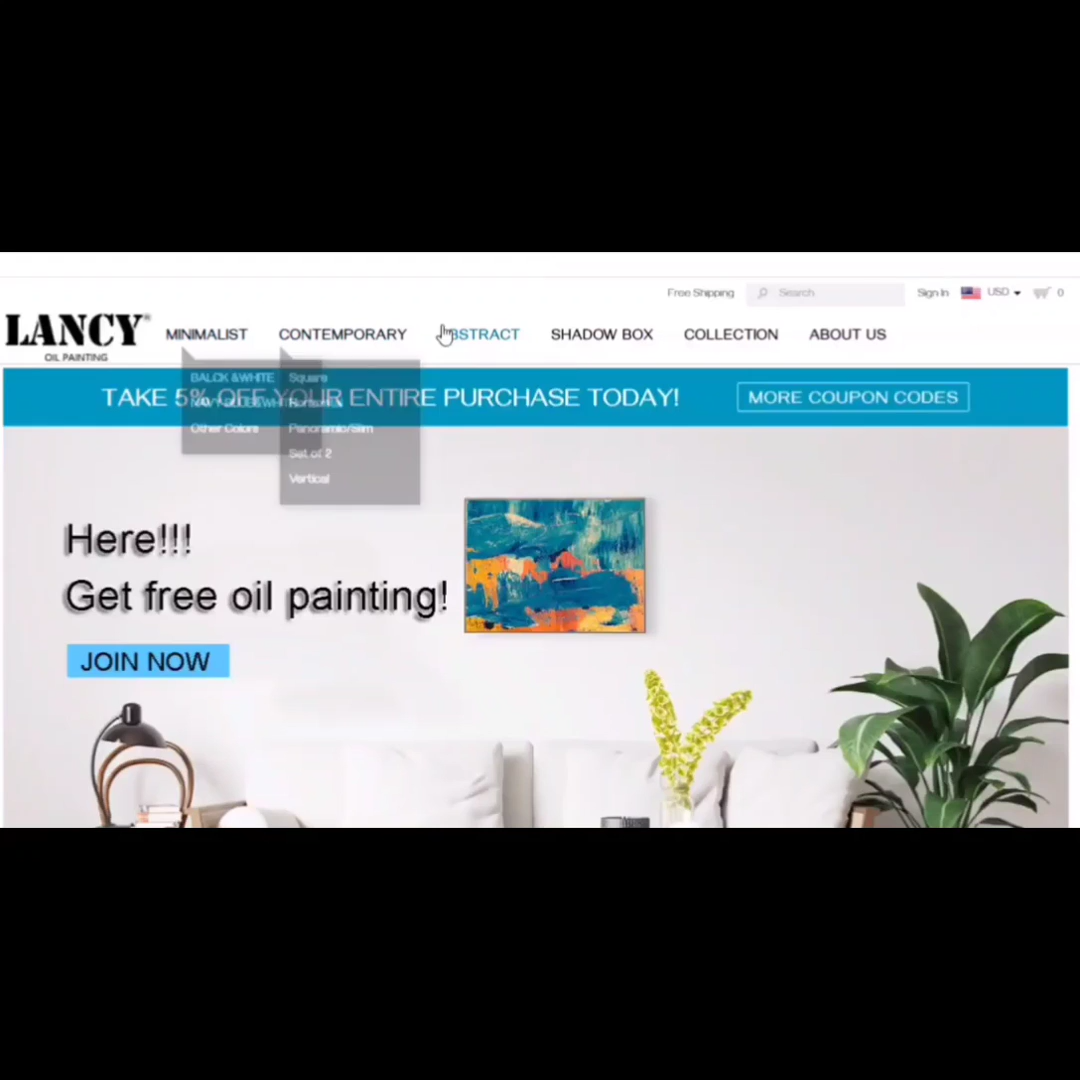 Free Shipping
Search
Sign In
USD
0
LANCY®
OIL PAINTING
MINIMALIST
CONTEMPORARY
BSTRACT
SHADOW BOX
COLLECTION
ABOUT US
TAKE 5% OFF YOUR ENTIRE PURCHASE TODAY!
MORE COUPON CODES
BALCK &WHITE
Other Colors
Square
Panoramic/Slim
Set of 2
Vertical
Here!!!
Get free oil painting!
JOIN NOW